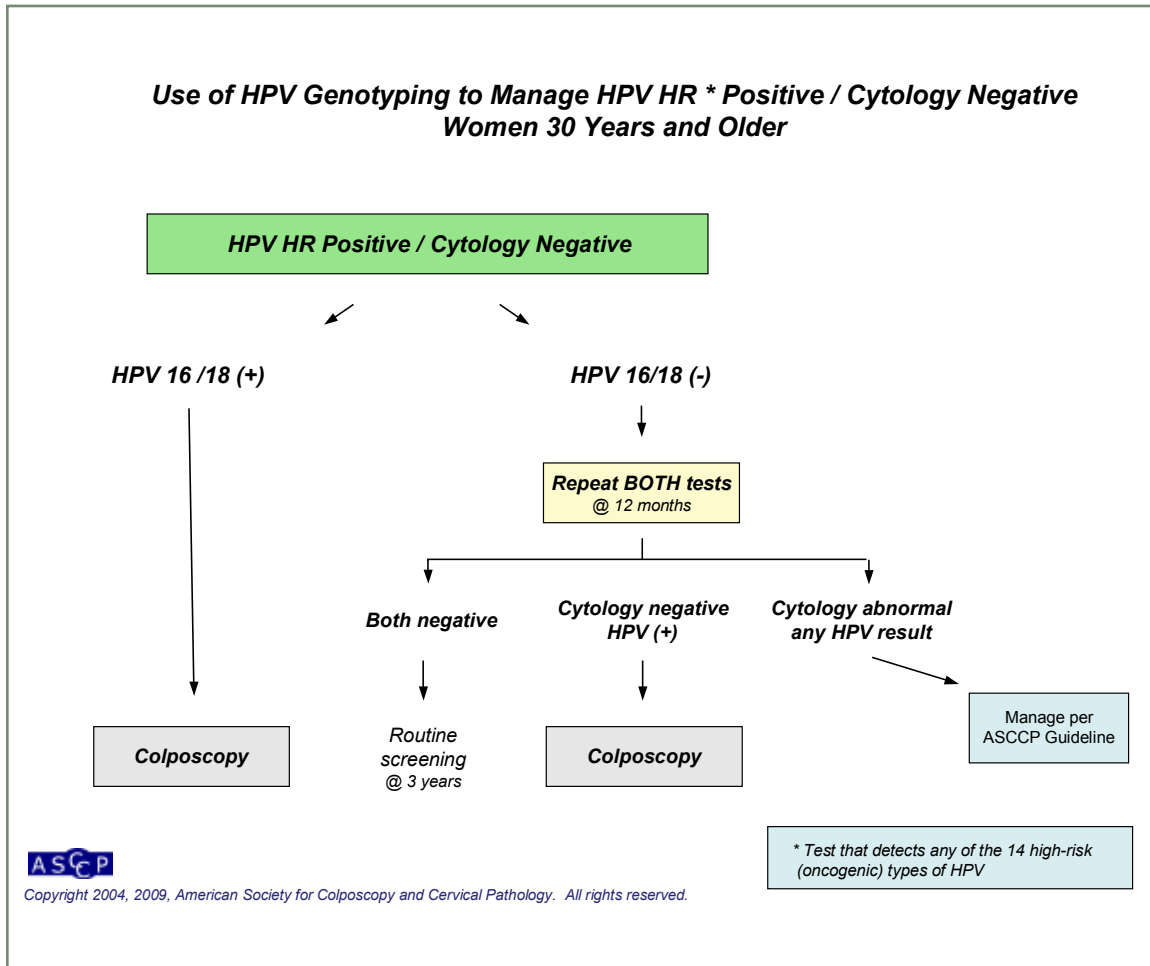 Use of HPV Genotyping to Manage HPV HR * Positive / Cytology Negative
Women 30 Years and Older
HPV HR Positive / Cytology Negative
HPV 16 /18 (+)
HPV 16/18 (-)
Repeat BOTH tests
@ 12 months
Both negative
Cytology negative
HPV (+)
Cytology abnormal
any HPV result
Colposcopy
Routine
screening
@ 3 years
Colposcopy
Manage per
ASCCP Guideline
* Test that detects any of the 14 high-risk
(oncogenic) types of HPV
ASCCP
Copyright 2004, 2009, American Society for Colposcopy and Cervical Pathology. All rights reserved.